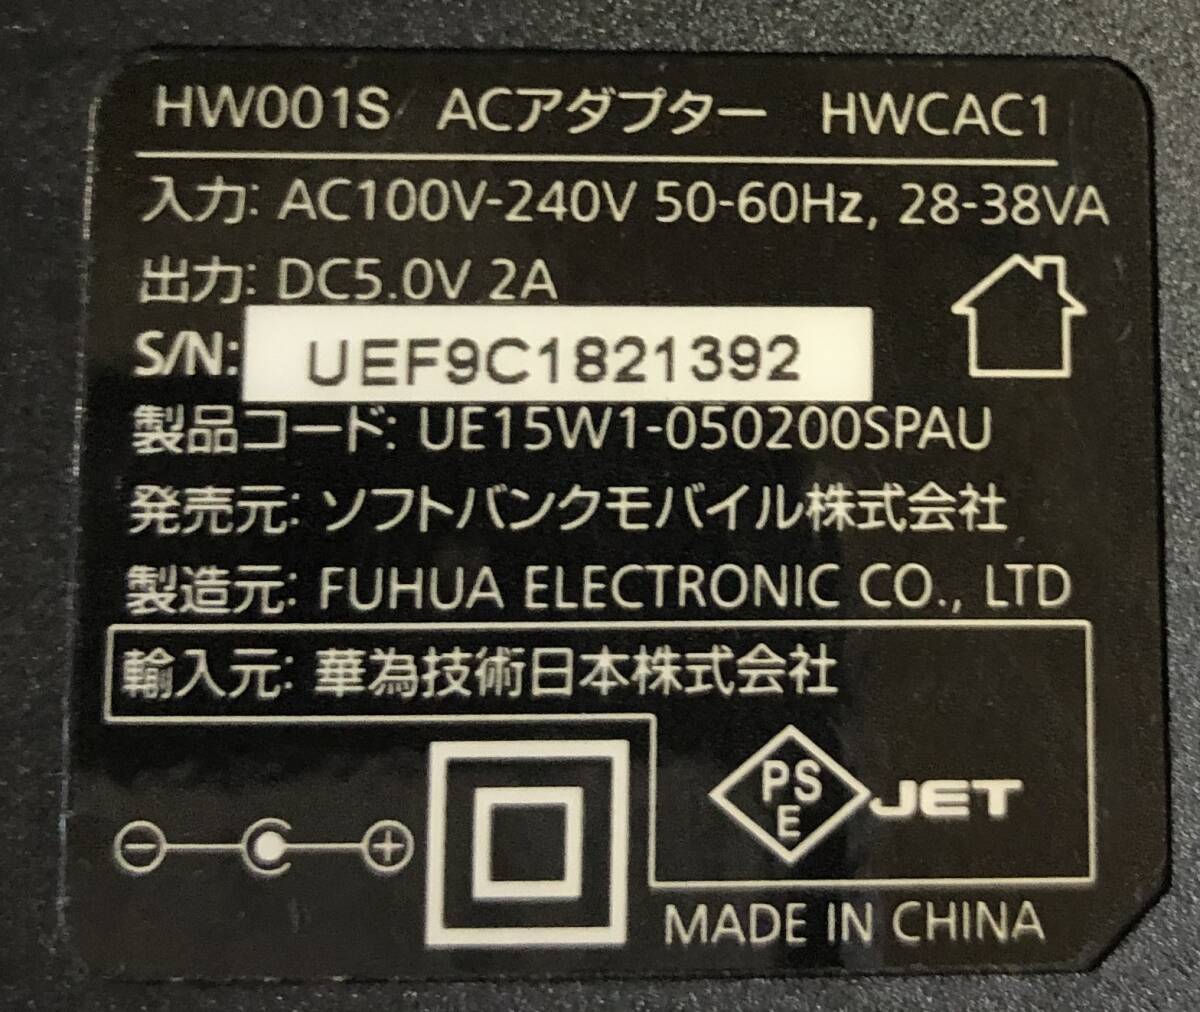 HW001S ACアダプター HWCAC1
入力: AC100V-240V 50-60Hz, 28-38VA
出力: DC5.0V 2A
S/N: UEF9C1821392
製品コード: UE15W1-050200SPAU
発売元: ソフトバンクモバイル株式会社
製造元: FUHUA ELECTRONIC CO., LTD
輸入元: 華為技術日本株式会社
PS
E
JET
MADE IN CHINA